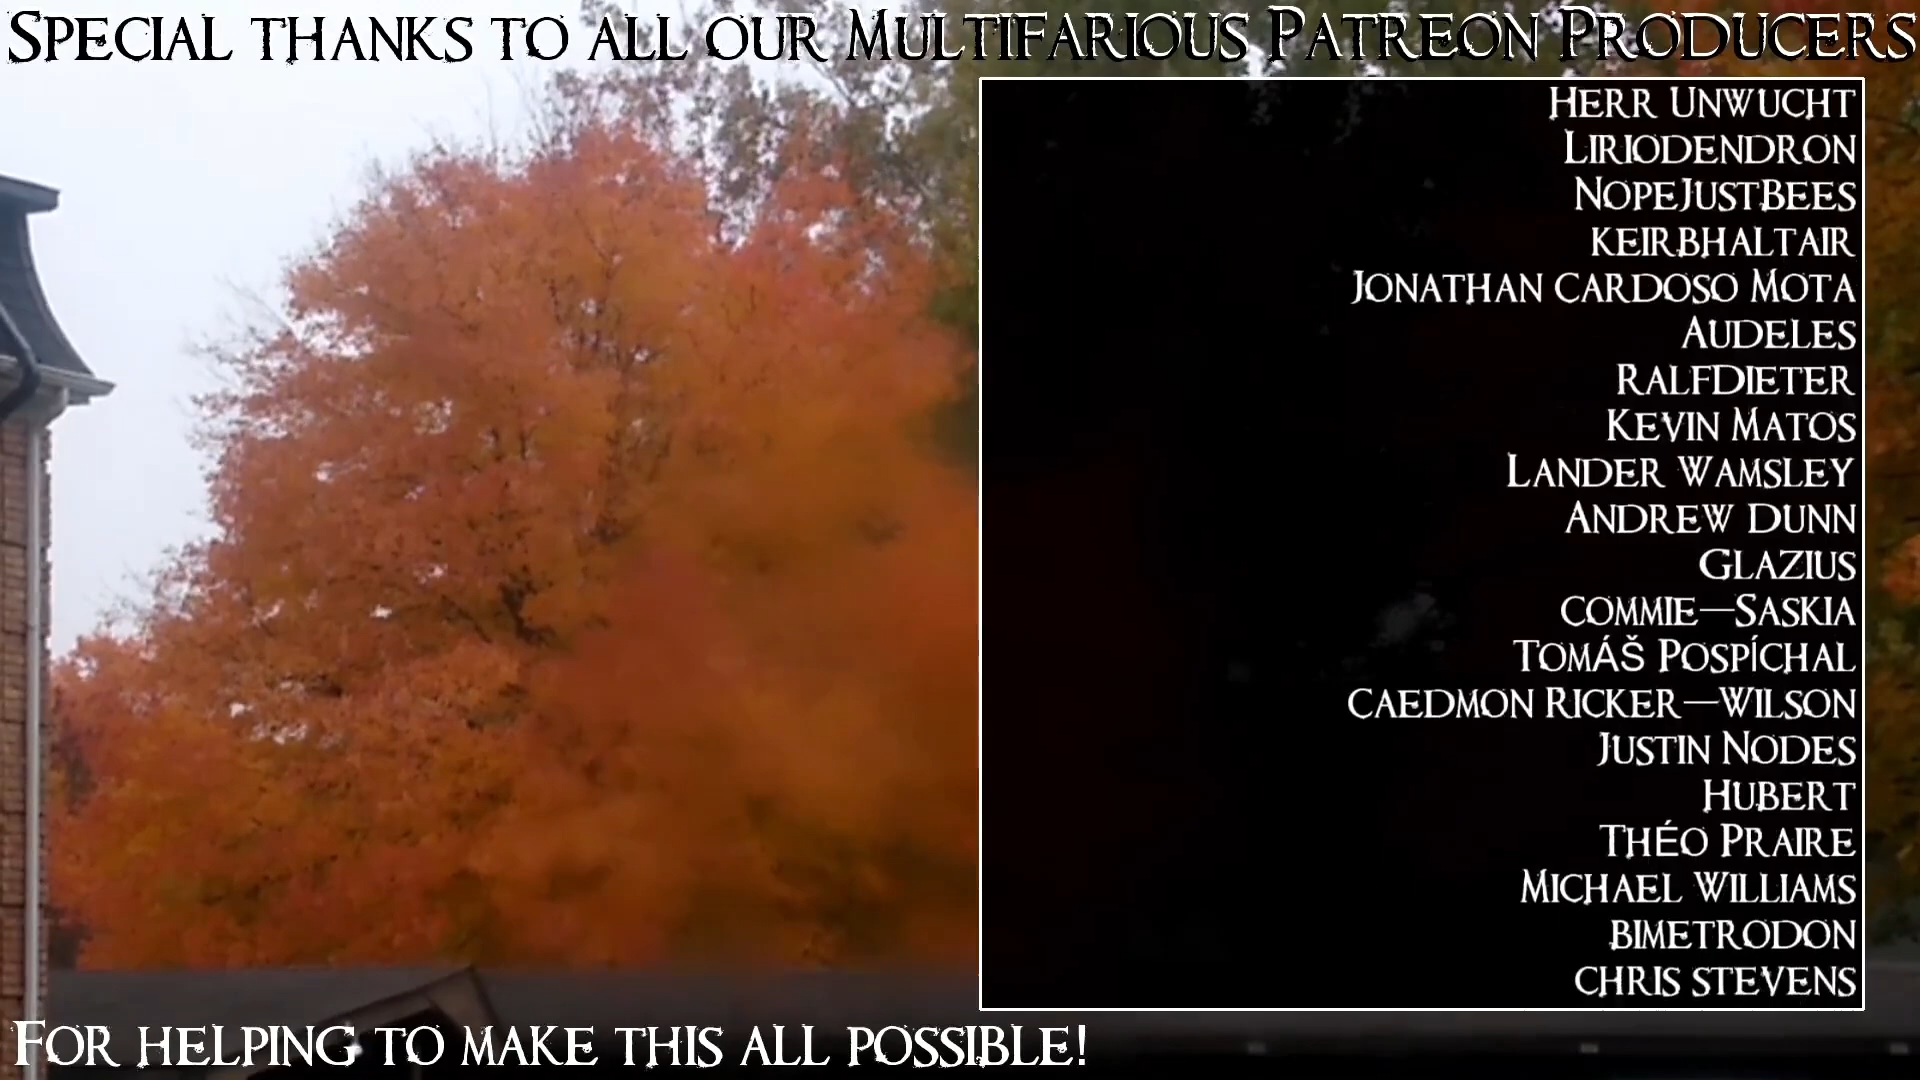 Special thanks to all our Multifarious Patreon Producers
Herr Unwucht
Liriodendron
NopeJustBees
keirbhaltair
Jonathan cardoso Mota
Audeles
RalfDieter
Kevin Matos
Lander Wamsley
Andrew Dunn
Glazius
commie—Saskia
Tomáš Pospíchal
caedmon Ricker—Wilson
Justin Nodes
Hubert
Théo Praire
Michael Williams
bimetrodon
chris stevens
For helping to make this all possible!